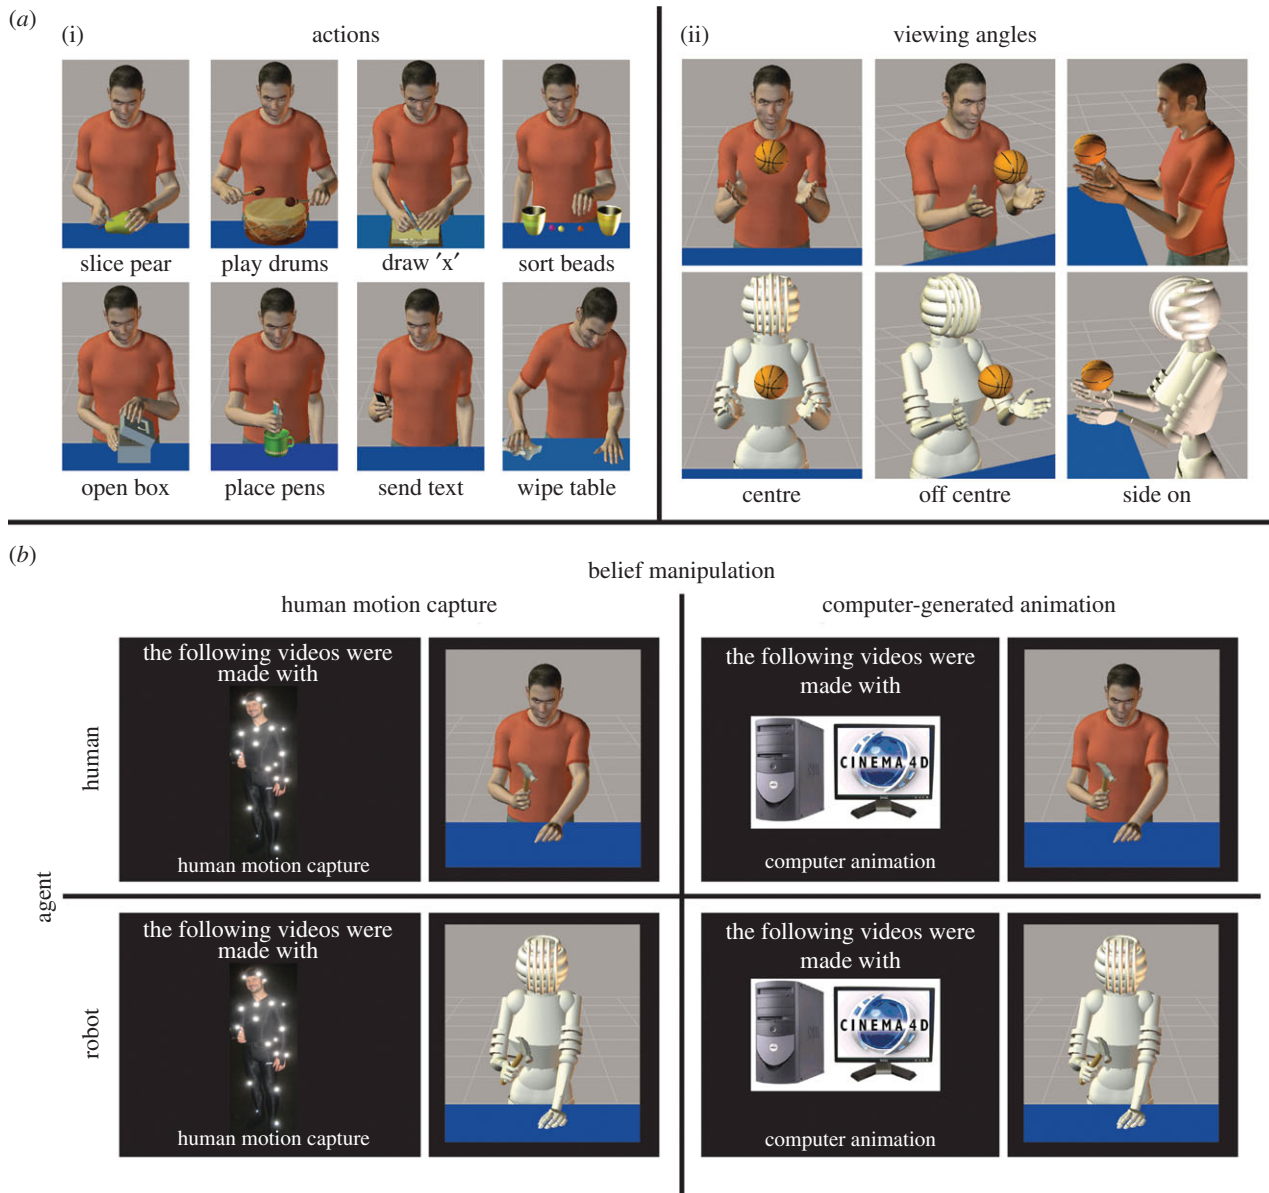 (a)
(i)
actions
slice pear
play drums
draw ′x′
sort beads
open box
place pens
send text
wipe table
(ii)
viewing angles
centre
off centre
side on
(b)
belief manipulation
human motion capture
computer-generated animation
agent
human
the following videos were
made with
human motion capture
the following videos were
made with
CINEMA 4D
computer animation
robot
the following videos were
made with
human motion capture
the following videos were
made with
CINEMA 4D
computer animation